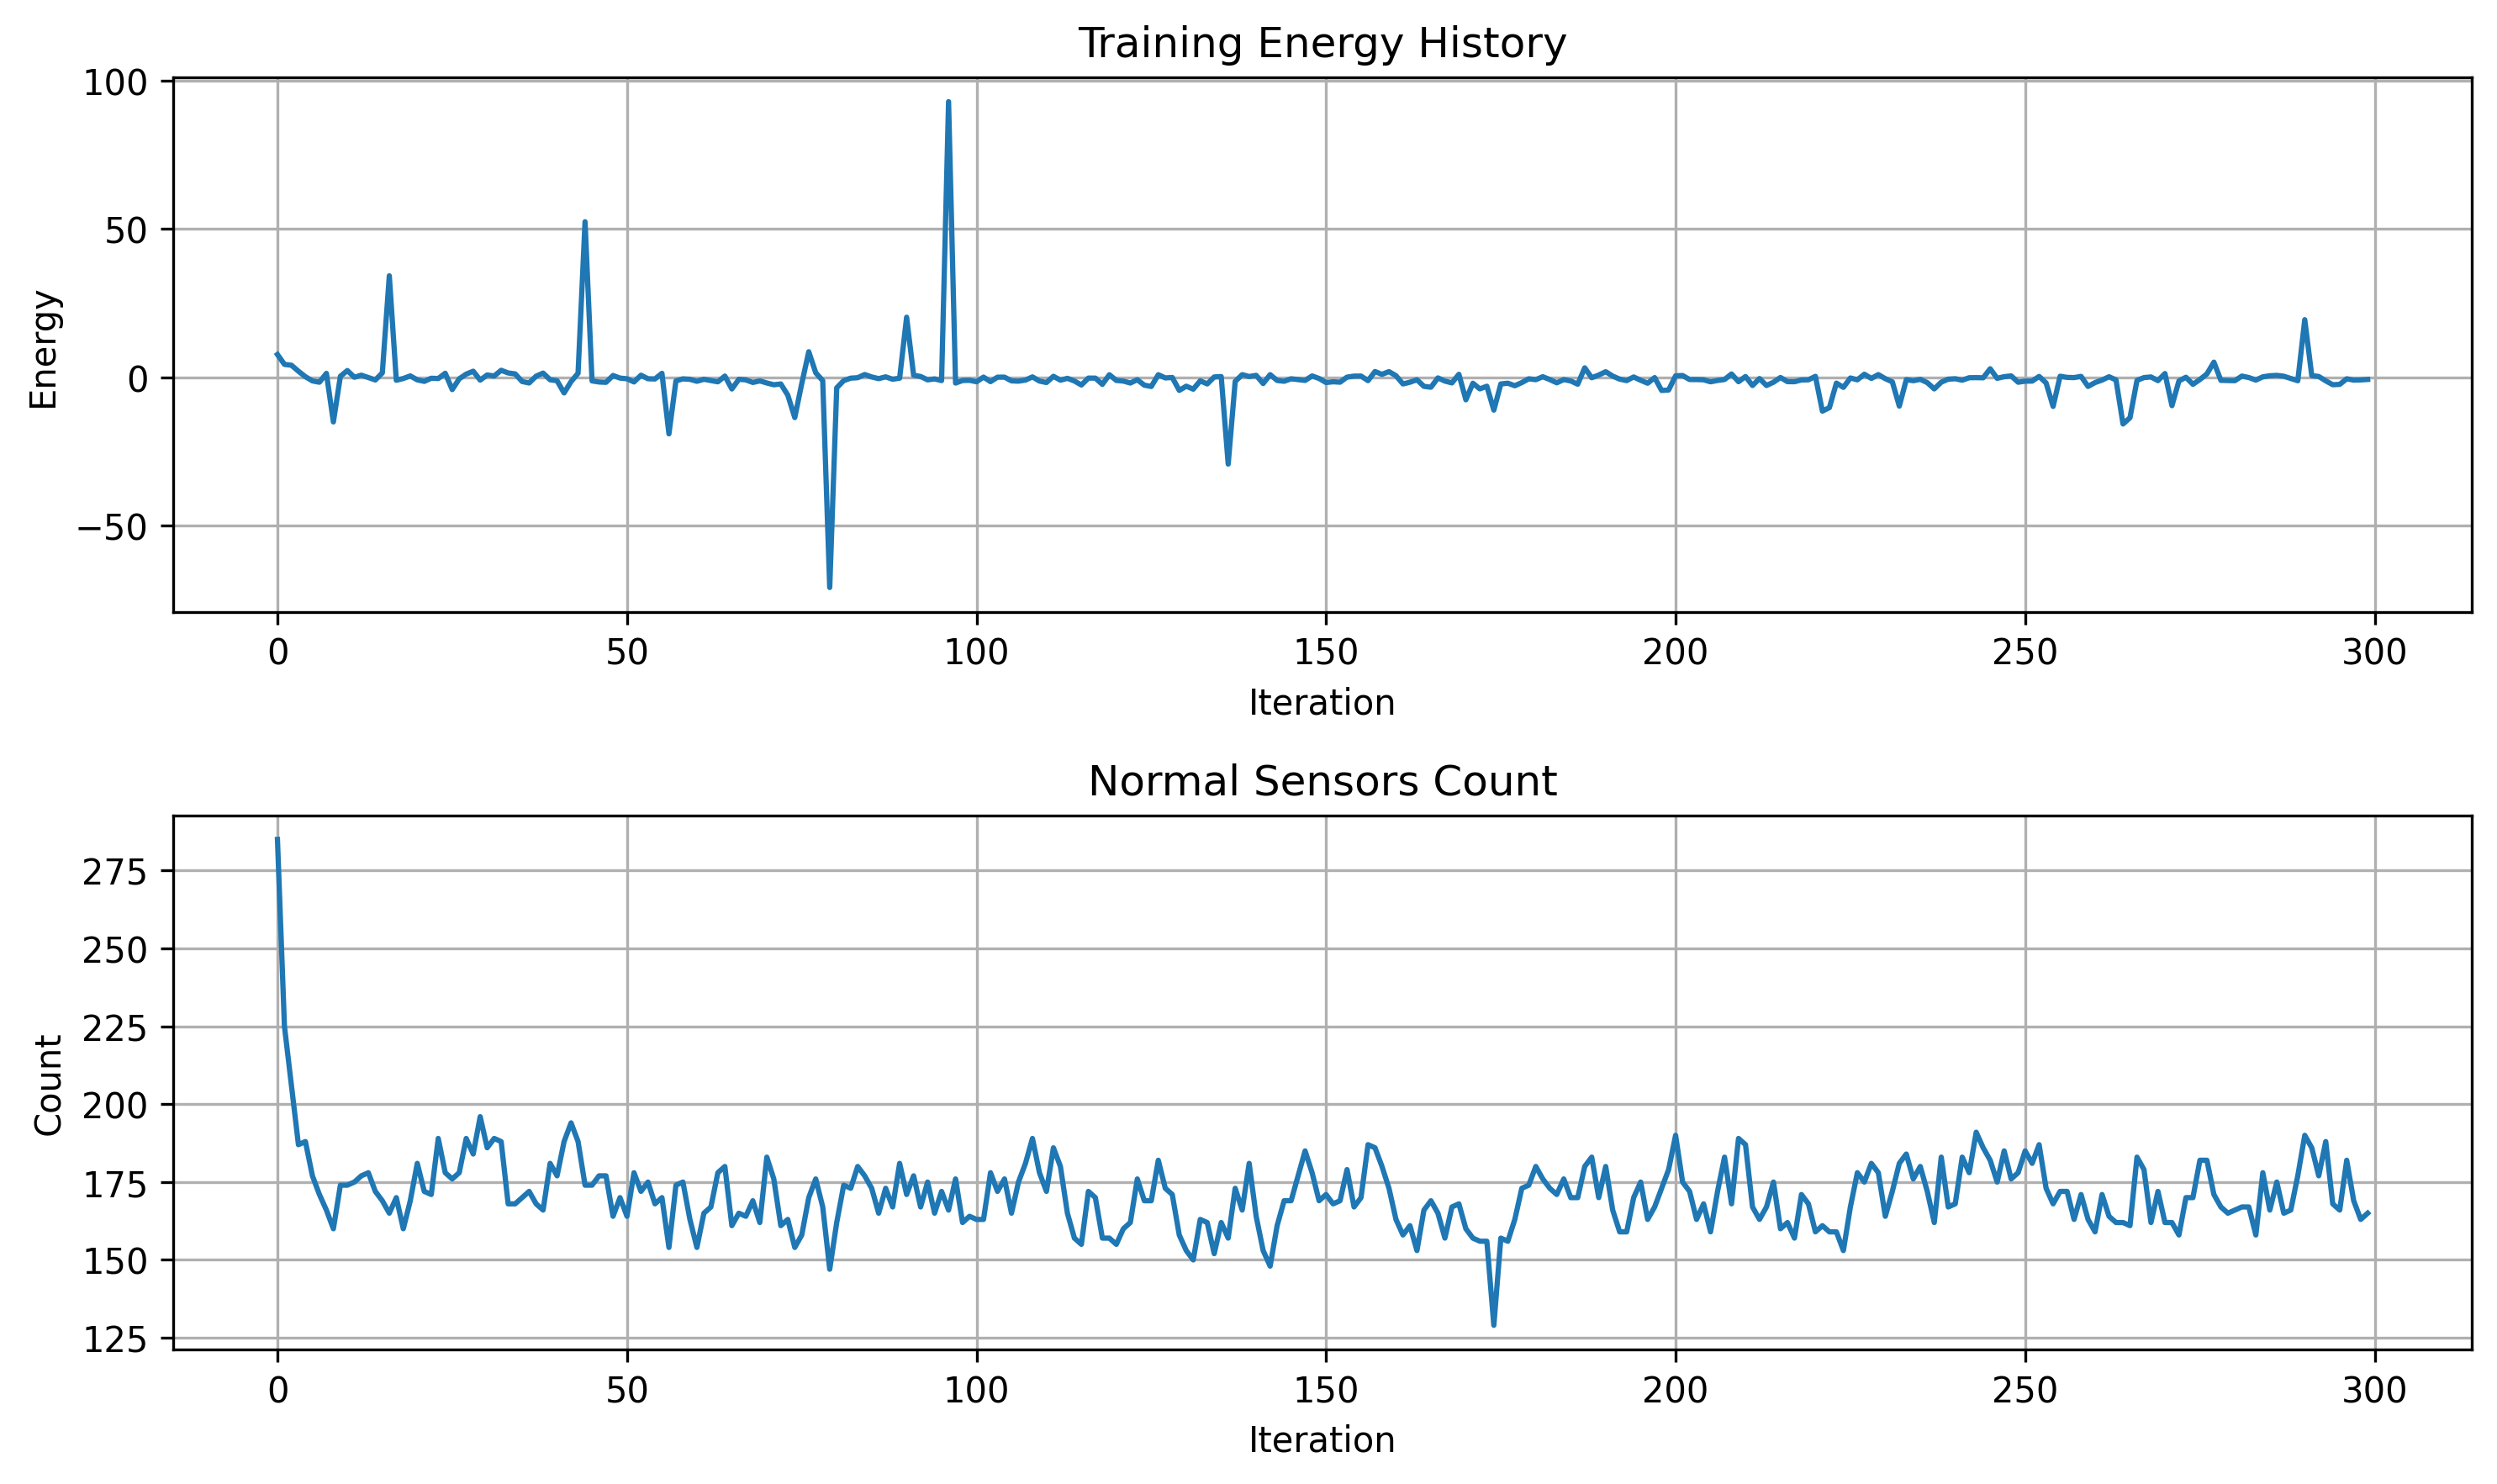 Training Energy History
100
50
0
−50
Energy
0 50 100 150 200 250 300
Iteration
Normal Sensors Count
275
250
225
200
175
150
125
Count
0 50 100 150 200 250 300
Iteration